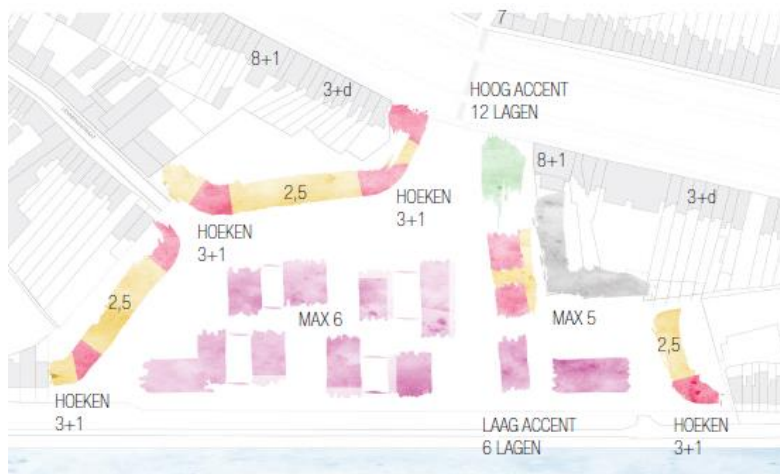 7
8+1
3+d
HOOG ACCENT
12 LAGEN
8+1
3+d
2,5
HOEKEN
3+1
HOEKEN
3+1
2,5
MAX 6
MAX 5
2,5
HOEKEN
3+1
LAAG ACCENT
6 LAGEN
HOEKEN
3+1